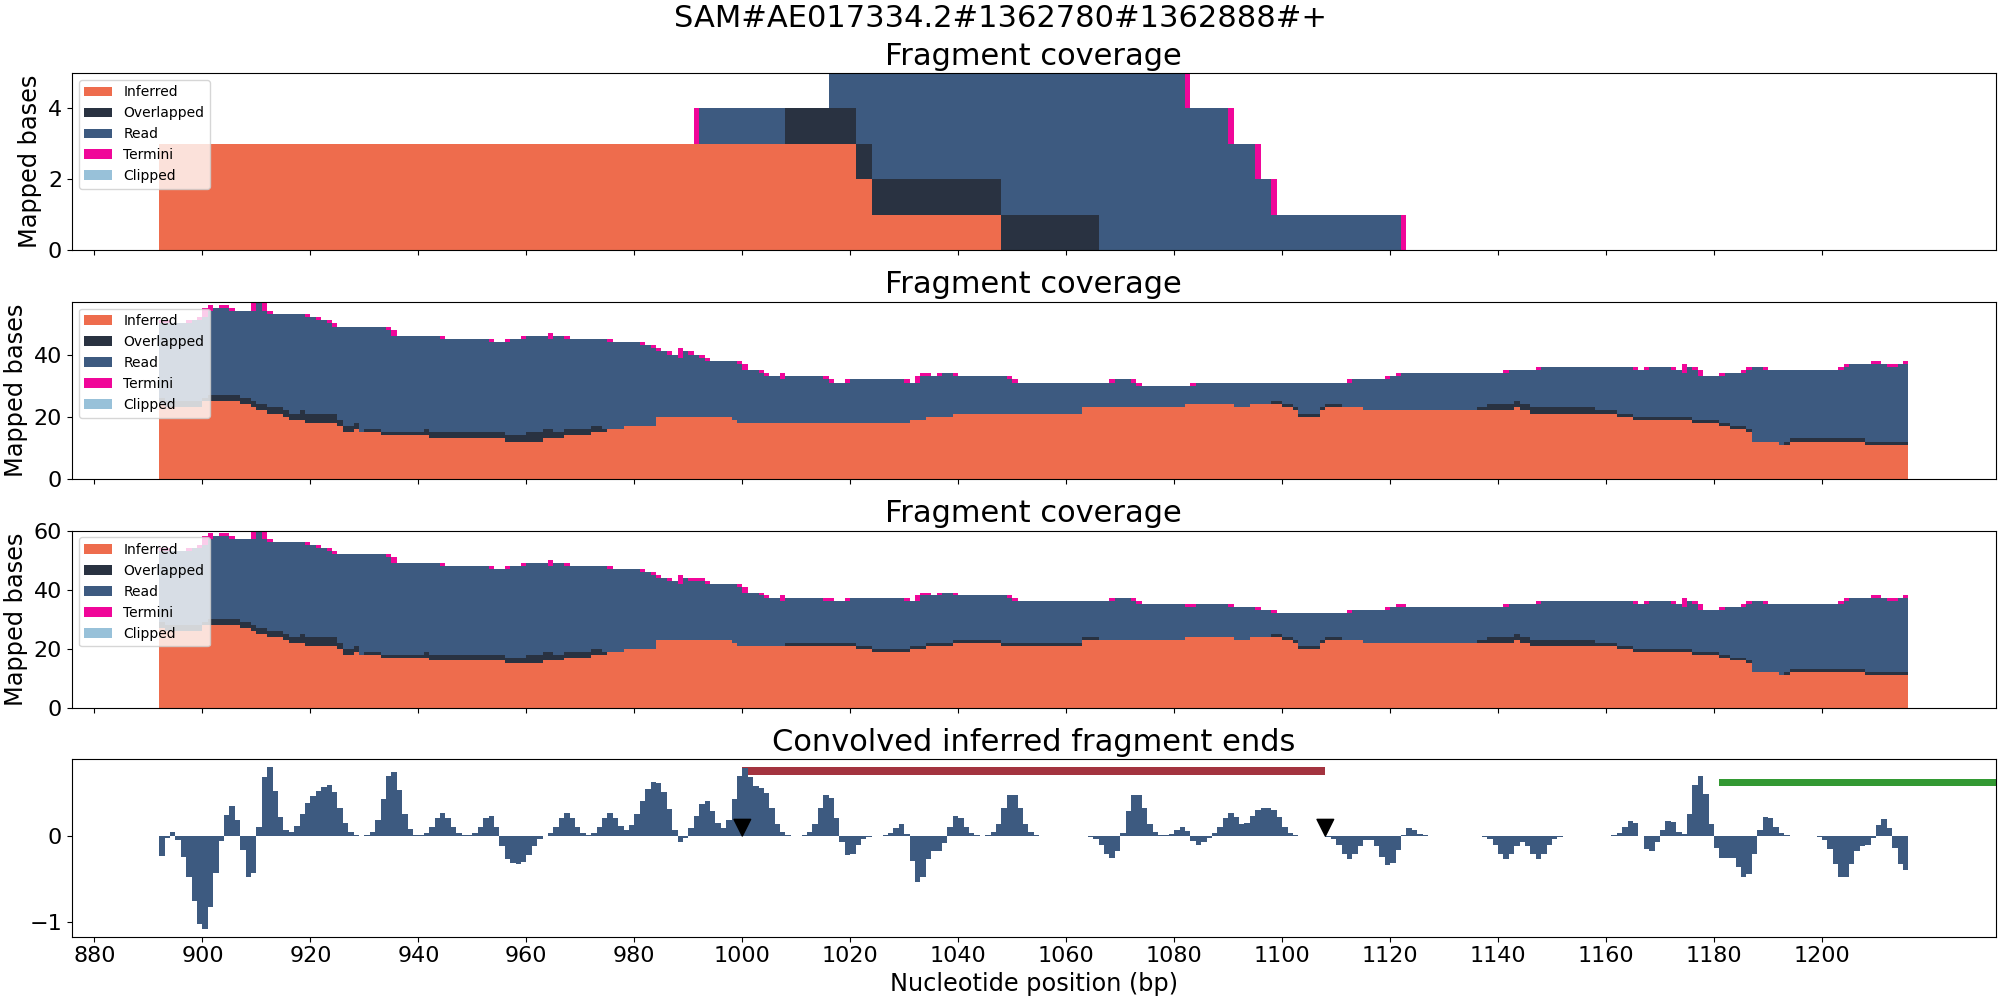 SAM#AE017334.2#1362780#1362888#+
Fragment coverage
Mapped bases
4
2
0
Inferred
Overlapped
Read
Termini
Clipped
Fragment coverage
Mapped bases
40
20
0
Inferred
Overlapped
Read
Termini
Clipped
Fragment coverage
Mapped bases
60
40
20
0
Inferred
Overlapped
Read
Termini
Clipped
Convolved inferred fragment ends
0
−1
880 900 920 940 960 980 1000 1020 1040 1060 1080 1100 1120 1140 1160 1180 1200
Nucleotide position (bp)